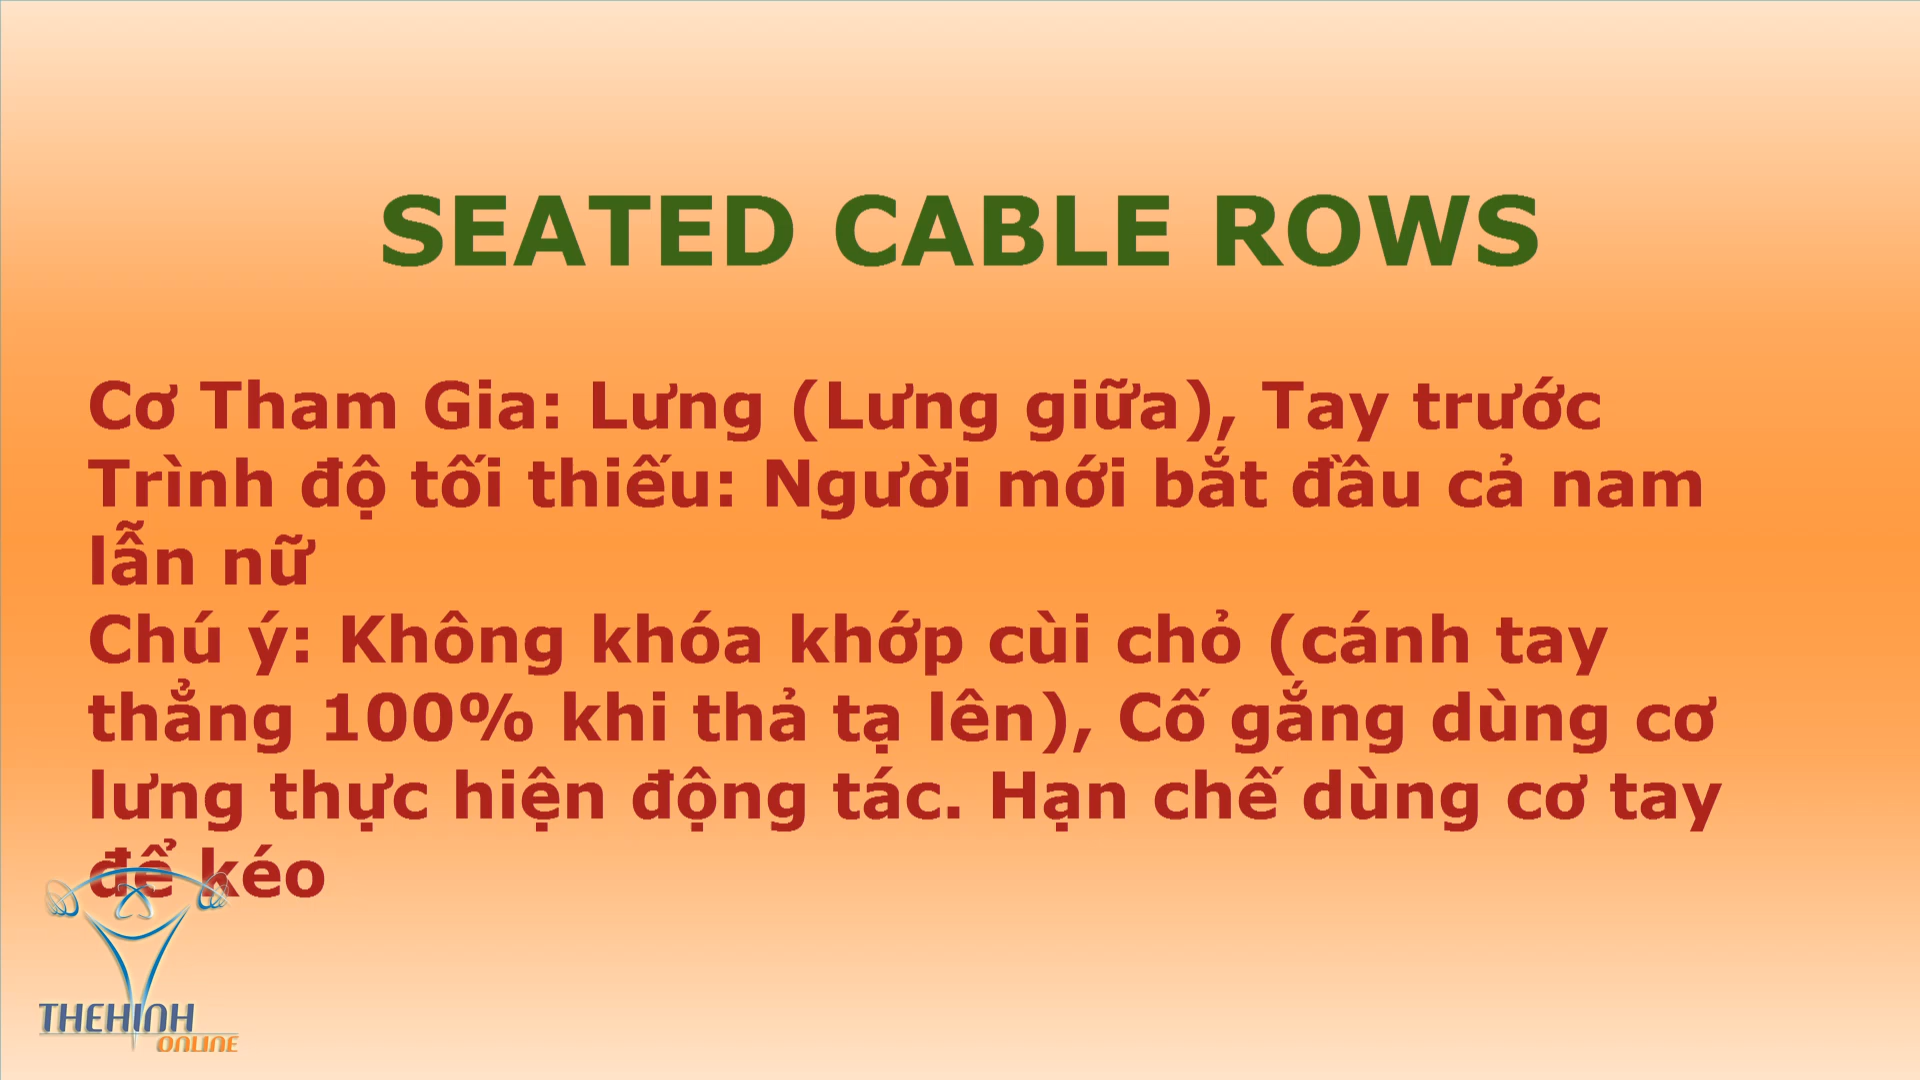 SEATED CABLE ROWS
Cơ Tham Gia: Lưng (Lưng giữa), Tay trước
Trình độ tối thiếu: Người mới bắt đầu cả nam
lẫn nữ
Chú ý: Không khóa khớp cùi chỏ (cánh tay
thẳng 100% khi thả tạ lên), Cố gắng dùng cơ
lưng thực hiện động tác. Hạn chế dùng cơ tay
để kéo
THEHINH
ONLINE